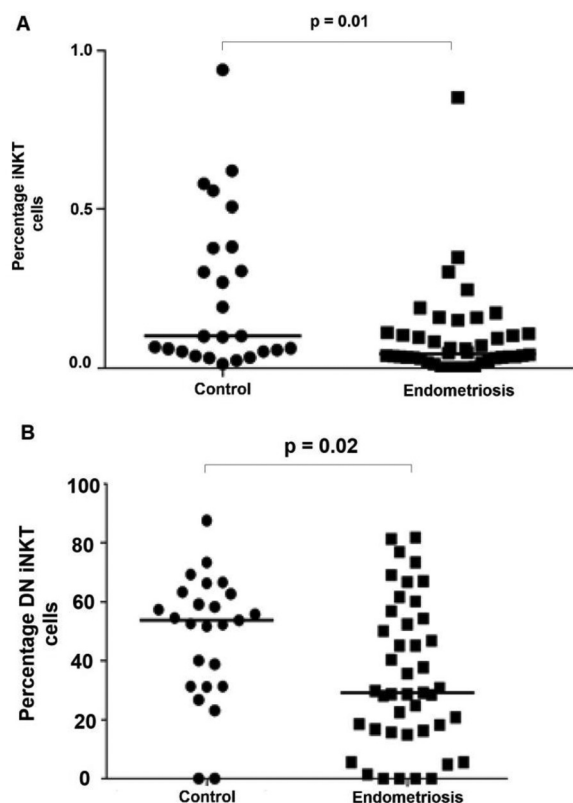 A
p = 0.01
1.0
0.5
0.0
Percentage iNKT
cells
Control
Endometriosis
B
p = 0.02
100
80
60
40
20
0
Percentage DN iNKT
cells
Control
Endometriosis